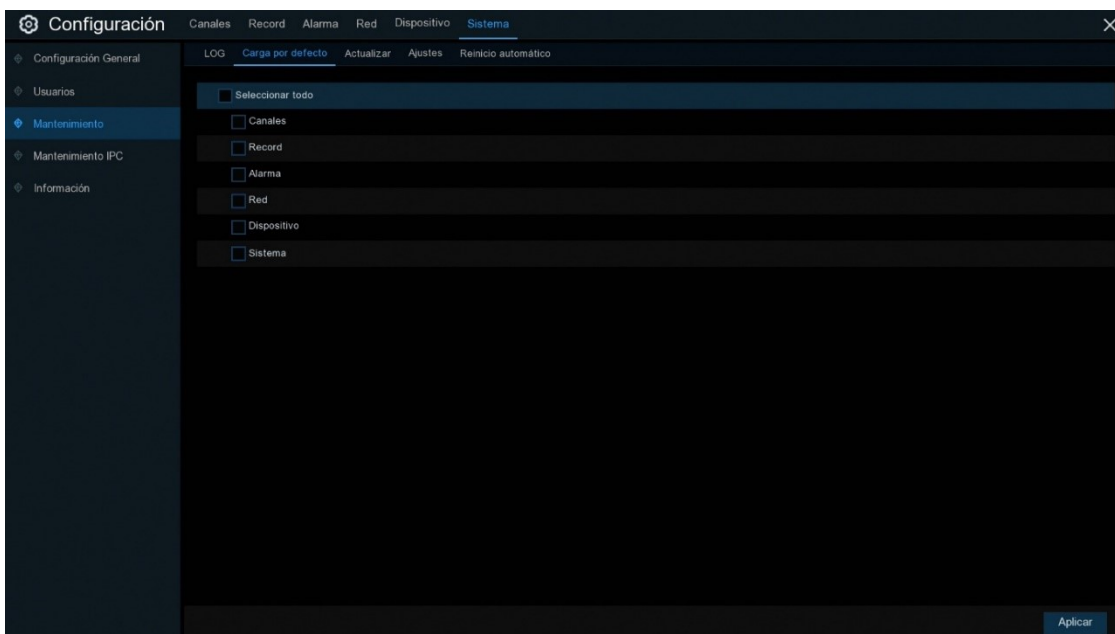 Configuración Canales Record Alarma Red Dispositivo Sistema
LOG Carga por defecto Actualizar Ajustes Reinicio automático
Configuración General
Usuarios
Mantenimiento
Mantenimiento IPC
Información
Seleccionar todo
Canales
Record
Alarma
Red
Dispositivo
Sistema
Aplicar